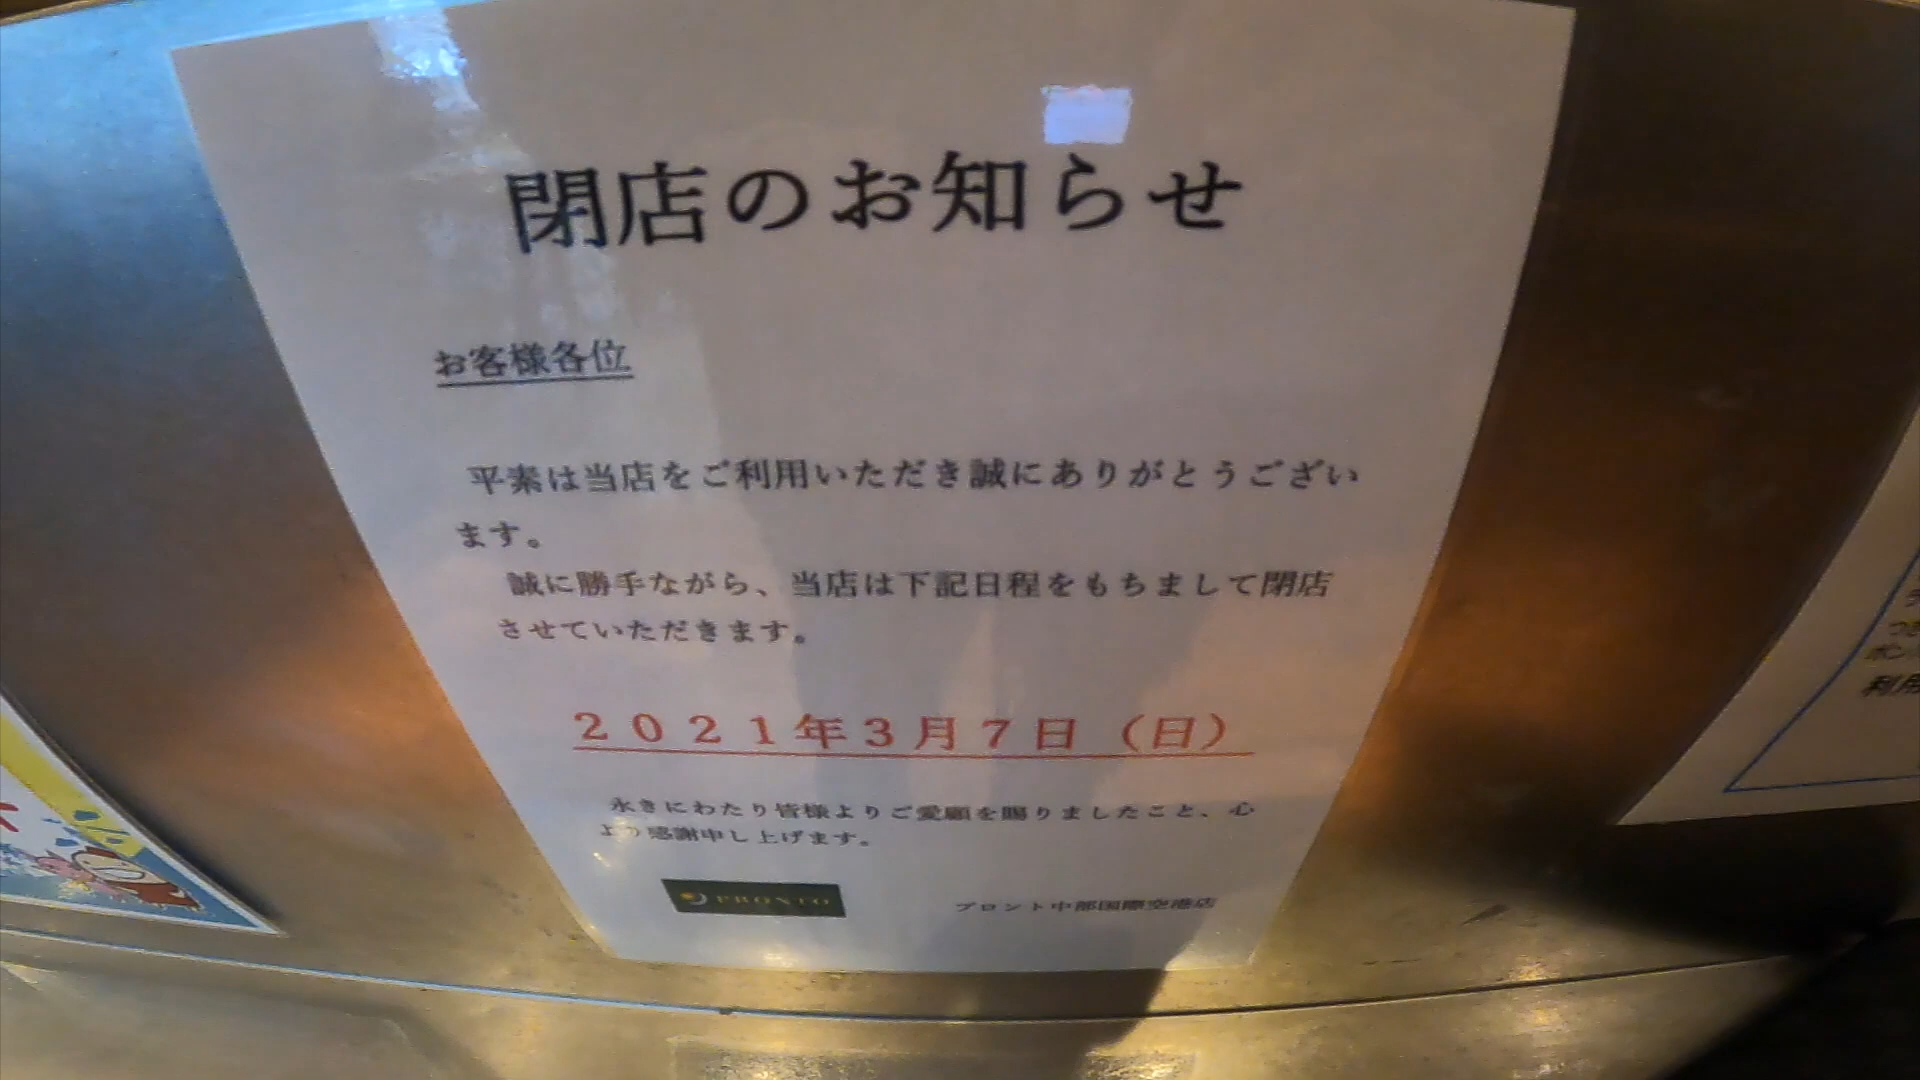 閉店のお知らせ
お客様各位
平素は当店をご利用いただき誠にありがとうござい
ます。
誠に勝手ながら、当店は下記日程をもちまして閉店
させていただきます。
2021年3月7日（日）
永きにわたり皆様よりご愛顧を賜りましたこと、心
より感謝申し上げます。
PRONTO
プロント中部国際空港店
利用